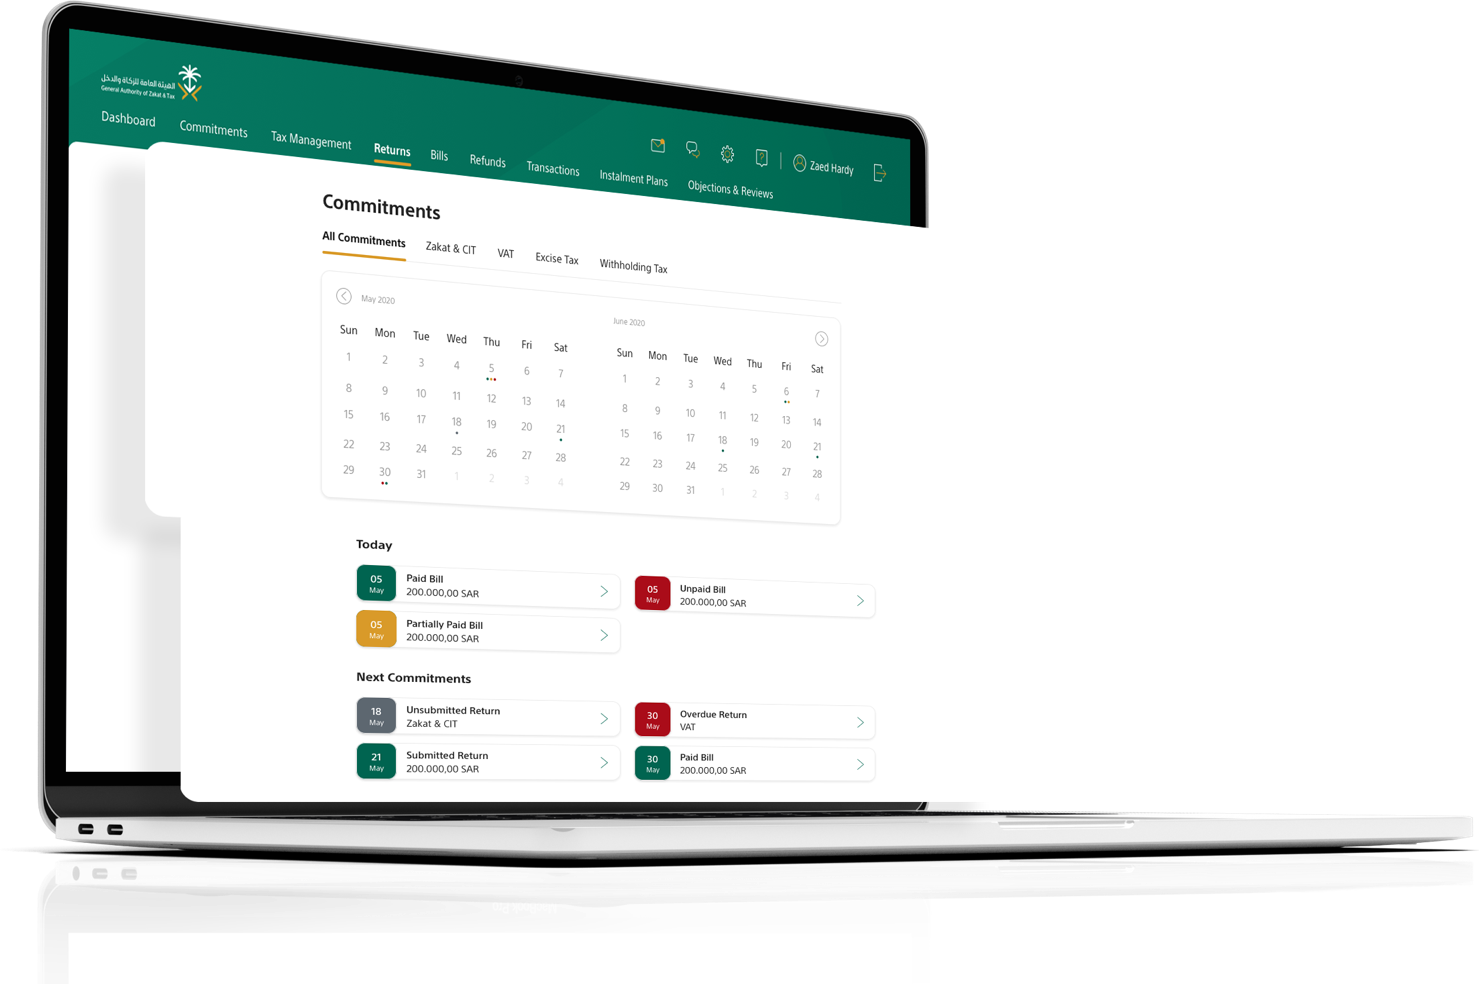 الهيئة العامة للزكاة والدخل
General Authority of Zakat & Tax
Dashboard Commitments Tax Management Returns Bills Refunds Transactions Instalment Plans Objections & Reviews
Zaed Hardy
Commitments
All Commitments Zakat & CIT VAT Excise Tax Withholding Tax
May 2020
Sun Mon Tue Wed Thu Fri Sat
1 2 3 4 5 6 7
8 9 10 11 12 13 14
15 16 17 18 19 20 21
22 23 24 25 26 27 28
29 30 31 1 2 3 4
June 2020
Sun Mon Tue Wed Thu Fri Sat
1 2 3 4 5 6 7
8 9 10 11 12 13 14
15 16 17 18 19 20 21
22 23 24 25 26 27 28
29 30 31 1 2 3 4
Today
05 May
Paid Bill
200.000,00 SAR
05 May
Unpaid Bill
200.000,00 SAR
05 May
Partially Paid Bill
200.000,00 SAR
Next Commitments
18 May
Unsubmitted Return
Zakat & CIT
30 May
Overdue Return
VAT
21 May
Submitted Return
200.000,00 SAR
30 May
Paid Bill
200.000,00 SAR